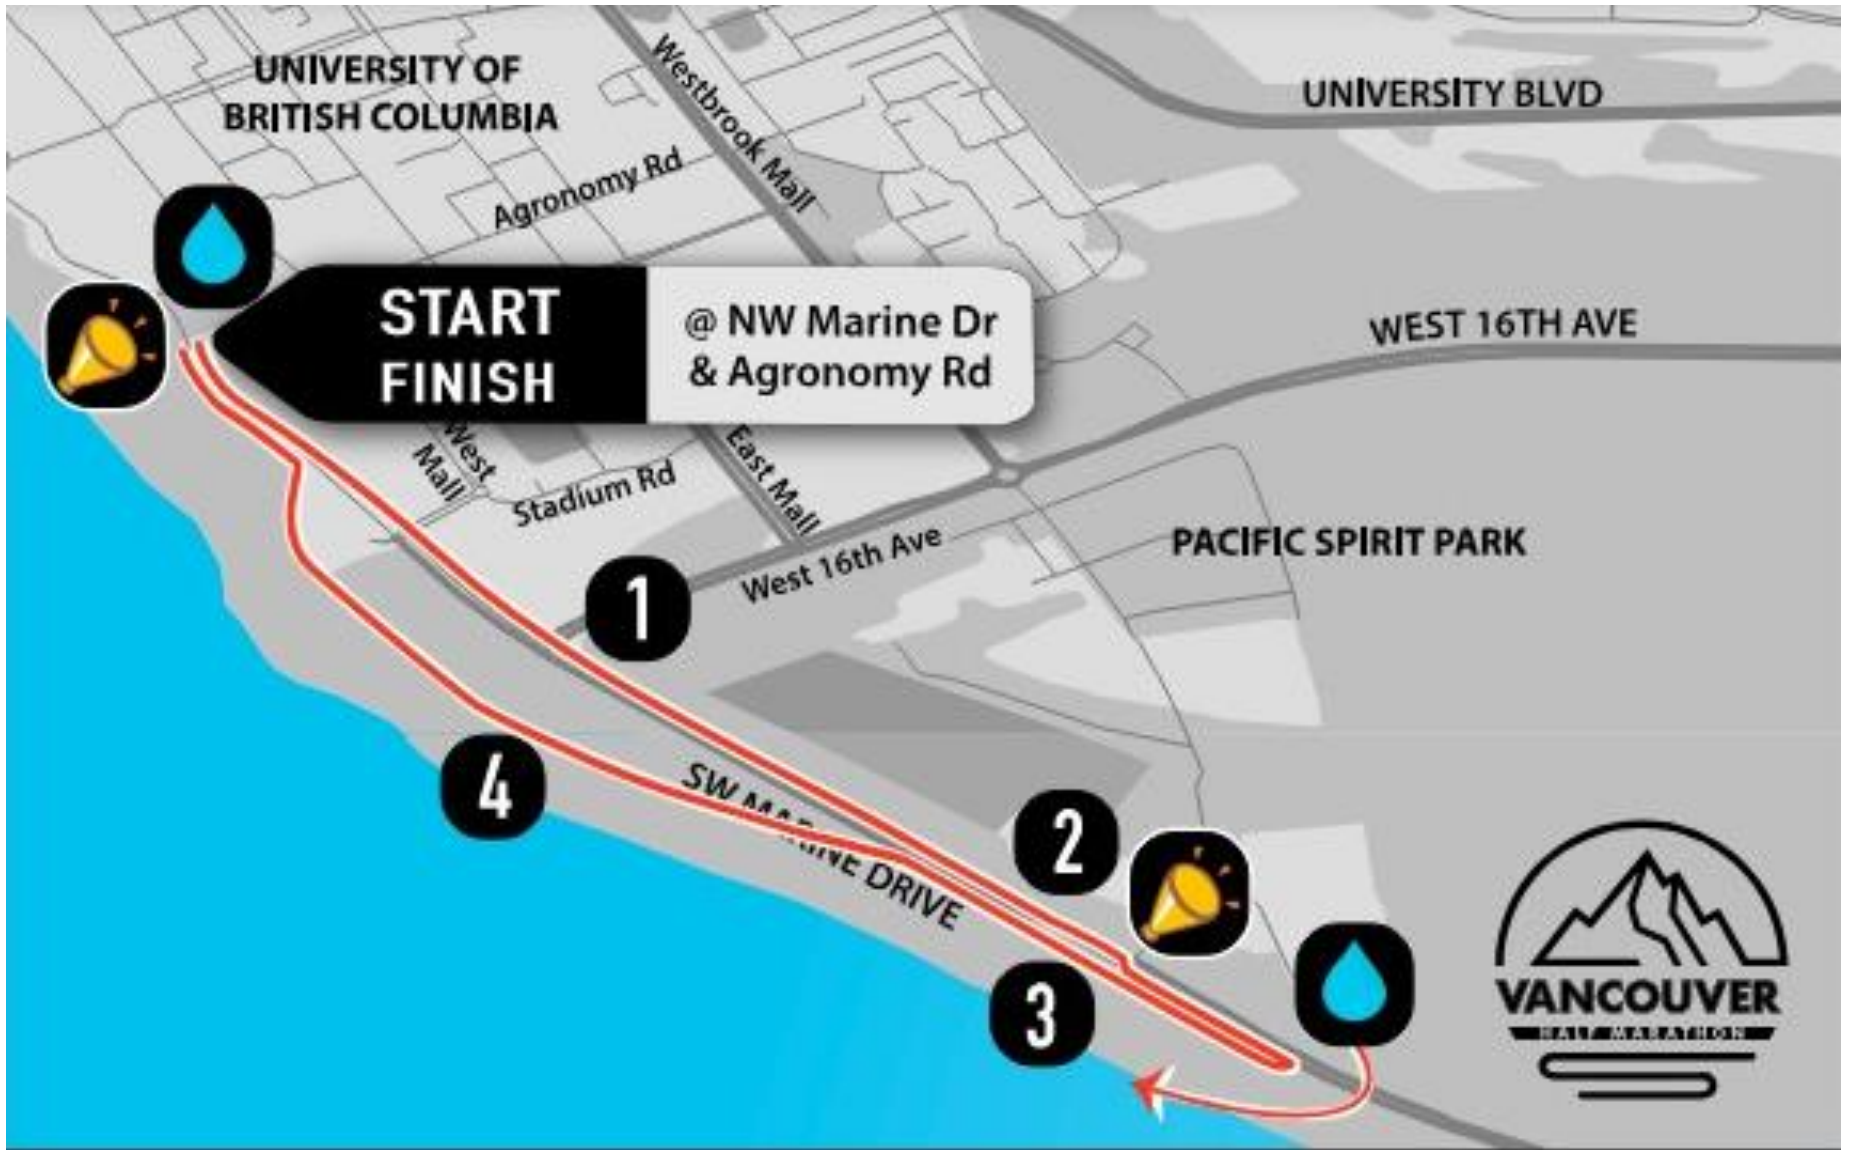 UNIVERSITY OF
BRITISH COLUMBIA
Westbrook Mall
UNIVERSITY BLVD
Agronomy Rd
START
FINISH
@ NW Marine Dr
& Agronomy Rd
WEST 16TH AVE
West
Mall
Stadium Rd
East Mall
West 16th Ave
PACIFIC SPIRIT PARK
1
4
SW MARINE DRIVE
2
3
VANCOUVER
HALF MARATHON